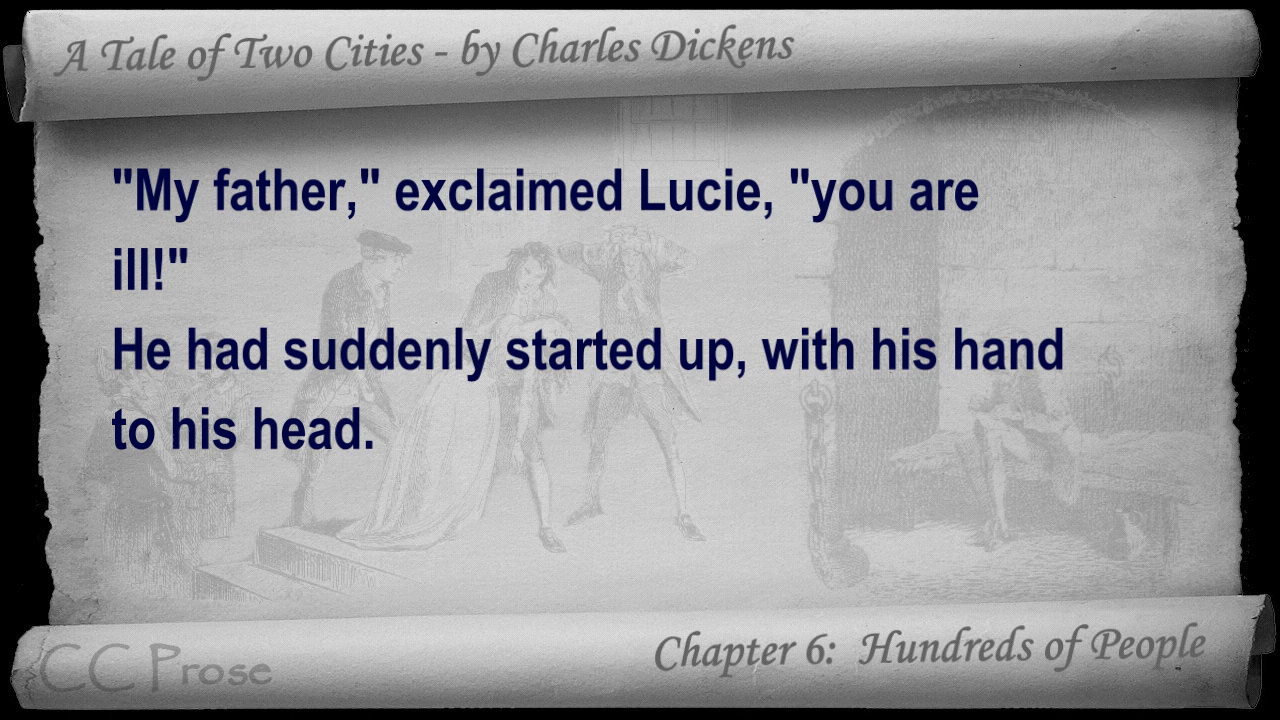 A Tale of Two Cities - by Charles Dickens
"My father," exclaimed Lucie, "you are
ill!"
He had suddenly started up, with his hand
to his head.
CC Prose
Chapter 6: Hundreds of People